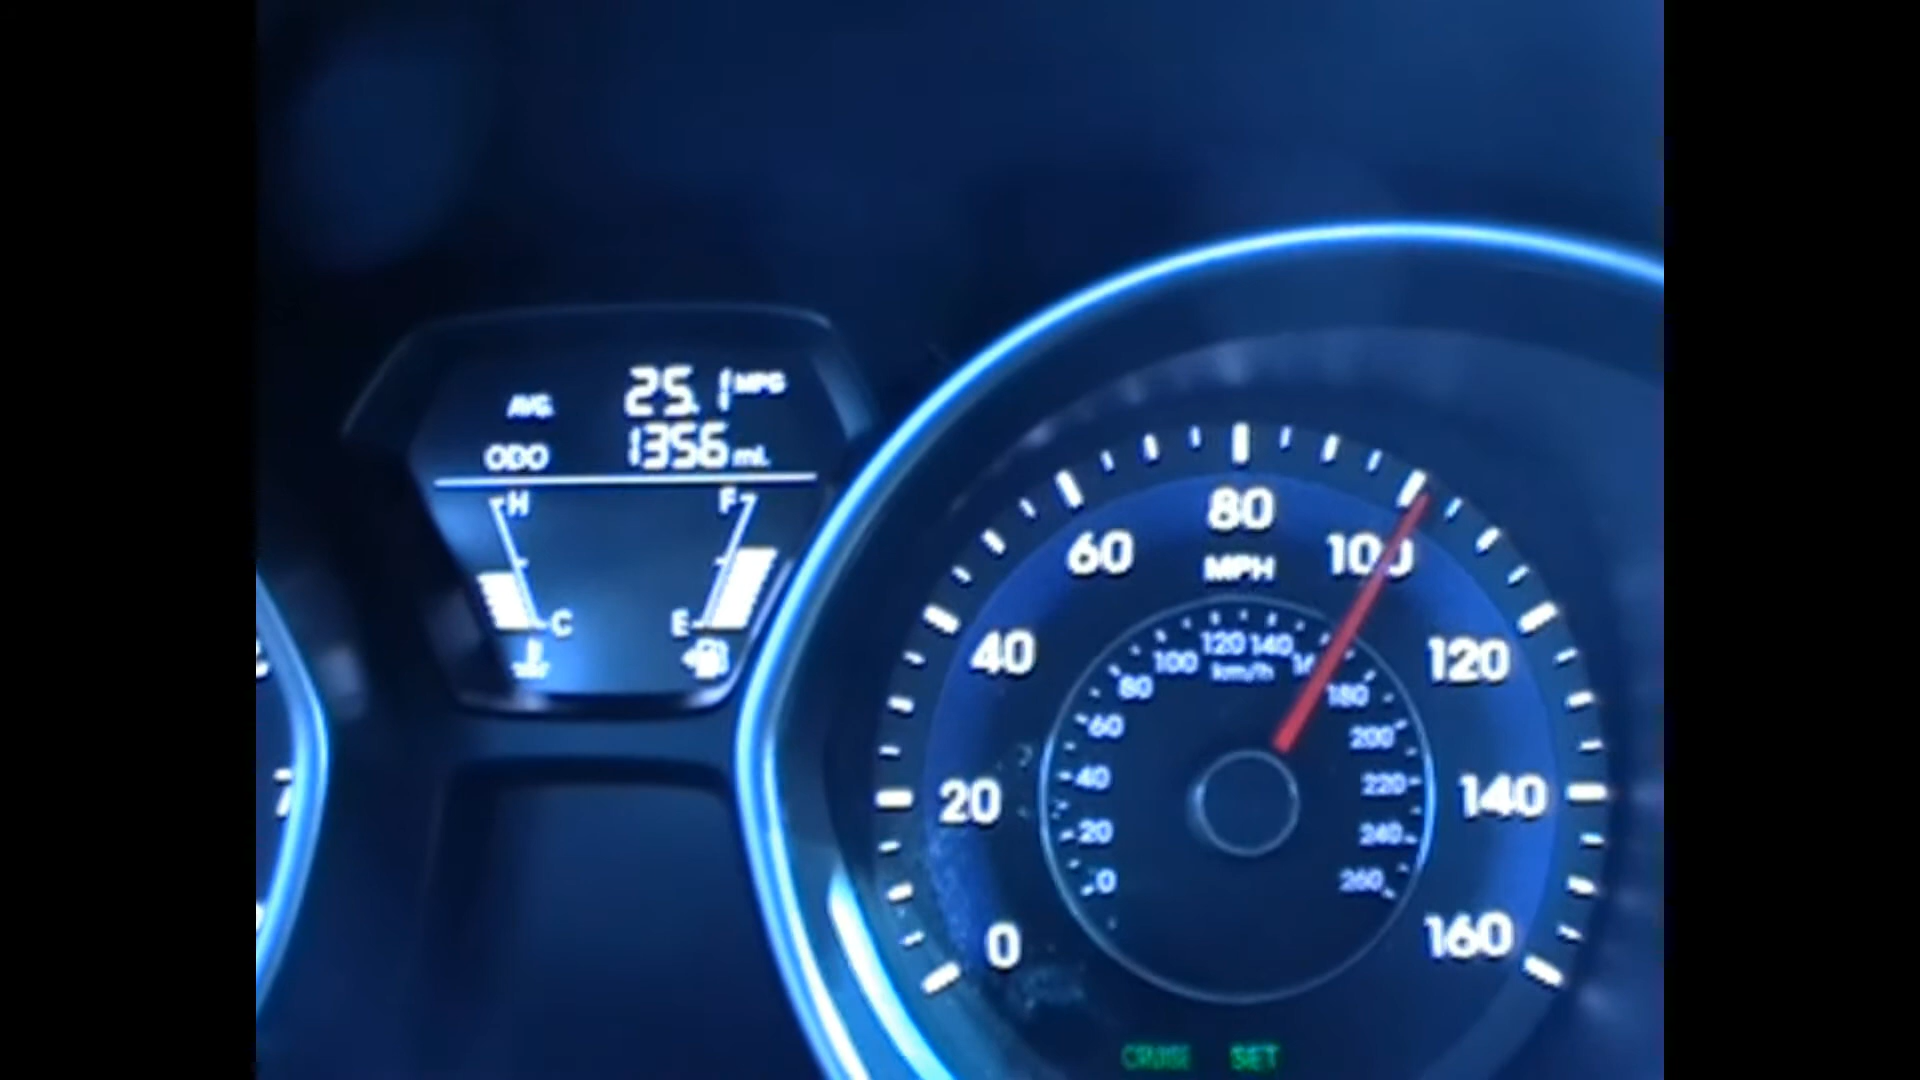 AVG. 25.1 MPG
ODO 1356 mi.
H F
C E
7
0 20 40 60 80 100 120 140 160
MPH
0 20 40 60 80 100 120 140 180 200 220 240 260
km/h
CRUISE SET